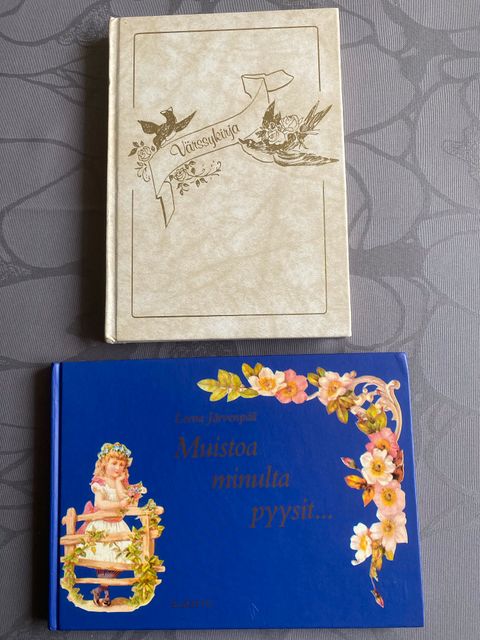 Värssykirja
Leena Järvenpää
Muistoa
minulta
pyysit...